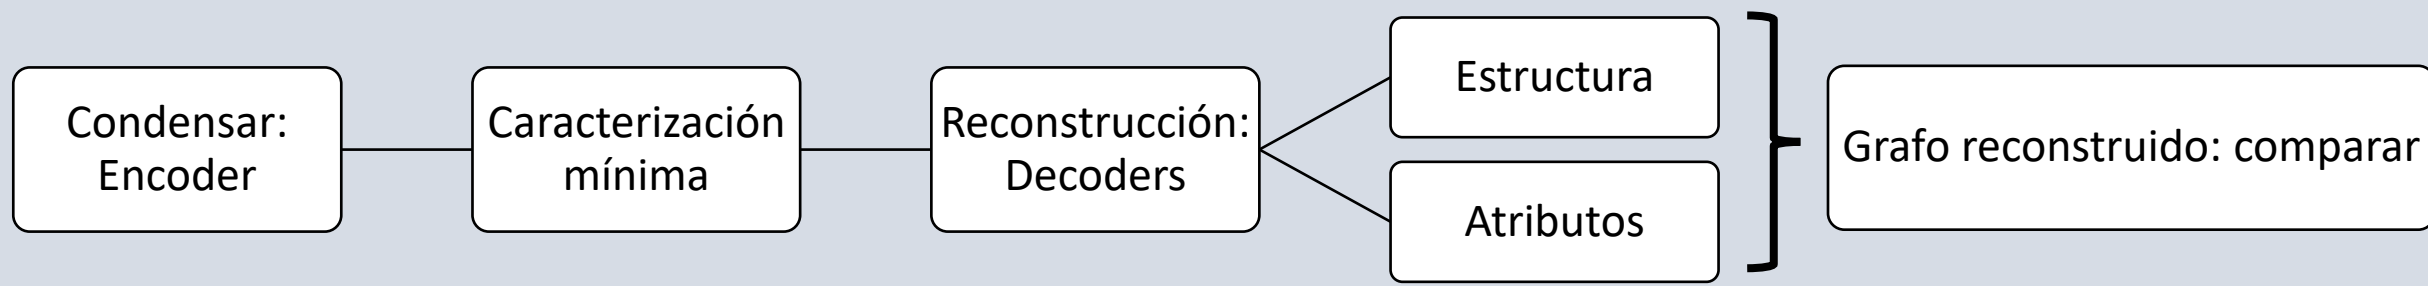 Condensar:
Encoder
Caracterización
mínima
Reconstrucción:
Decoders
Estructura
Atributos
Grafo reconstruido: comparar